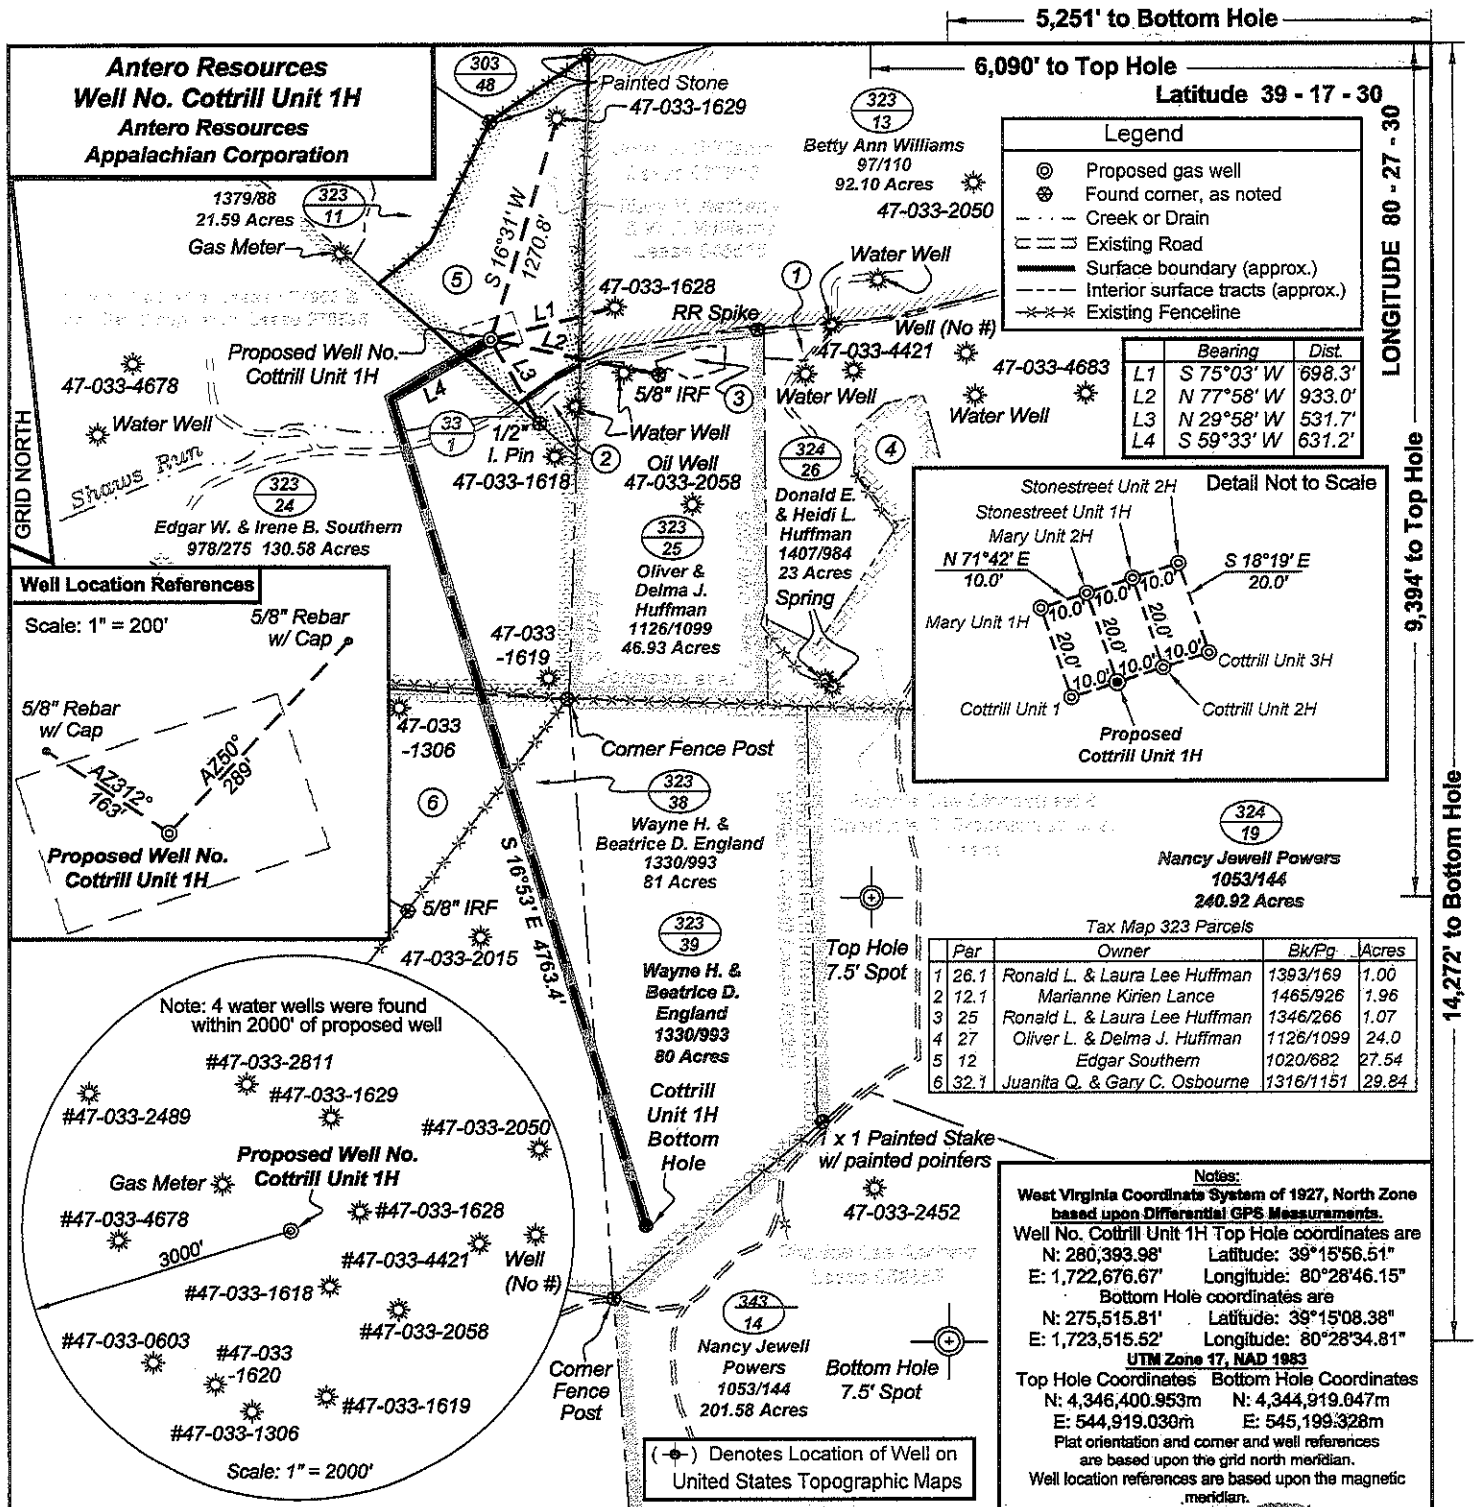 5,251' to Bottom Hole
6,090' to Top Hole
Latitude 39 - 17 - 30
LONGITUDE 80 - 27 - 30
9,394' to Top Hole
14,272' to Bottom Hole
Antero Resources
Well No. Cottrill Unit 1H
Antero Resources
Appalachian Corporation
GRID NORTH
303
48
Painted Stone
47-033-1629
323
13
Betty Ann Williams
97/110
92.10 Acres
47-033-2050
Legend
Proposed gas well
Found corner, as noted
Creek or Drain
Existing Road
Surface boundary (approx.)
Interior surface tracts (approx.)
Existing Fenceline
1379/88
21.59 Acres
323
11
Gas Meter
5
S 16°31' W
1270.8'
47-033-1628
Water Well
1
RR Spike
Well (No #)
47-033-4421
47-033-4683
Water Well
Water Well
Proposed Well No.
Cottrill Unit 1H
L1
L2
L3
L4
47-033-4678
Water Well
Shaws Run
33
1
1/2"
I. Pin
47-033-1618
2
5/8" IRF
3
Water Well
Oil Well
47-033-2058
4
Bearing Dist.
L1 S 75°03' W 698.3'
L2 N 77°58' W 933.0'
L3 N 29°58' W 531.7'
L4 S 59°33' W 631.2'
323
24
Edgar W. & Irene B. Southern
978/275 130.58 Acres
323
25
Oliver &
Delma J.
Huffman
1126/1099
46.93 Acres
324
26
Donald E.
& Heidi L.
Huffman
1407/984
23 Acres
Spring
Detail Not to Scale
Stonestreet Unit 2H
Stonestreet Unit 1H
Mary Unit 2H
N 71°42' E
10.0'
S 18°19' E
20.0'
10.0'
10.0'
10.0'
Mary Unit 1H
20.0'
20.0'
20.0'
10.0'
10.0'
10.0'
Cottrill Unit 3H
Cottrill Unit 1
Cottrill Unit 2H
Proposed
Cottrill Unit 1H
Well Location References
Scale: 1" = 200'
5/8" Rebar
w/ Cap
5/8" Rebar
w/ Cap
AZ312°
163'
AZ50°
289'
Proposed Well No.
Cottrill Unit 1H
47-033
-1619
47-033
-1306
Corner Fence Post
6
323
38
Wayne H. &
Beatrice D. England
1330/993
81 Acres
S 16°53' E 4763.4'
5/8" IRF
47-033-2015
323
39
Wayne H. &
Beatrice D.
England
1330/993
80 Acres
Cottrill
Unit 1H
Bottom
Hole
Top Hole
7.5' Spot
324
19
Nancy Jewell Powers
1053/144
240.92 Acres
Tax Map 323 Parcels
Par Owner Bk/Pg Acres
1 26.1 Ronald L. & Laura Lee Huffman 1393/169 1.00
2 12.1 Marianne Kirien Lance 1465/926 1.96
3 25 Ronald L. & Laura Lee Huffman 1346/266 1.07
4 27 Oliver L. & Delma J. Huffman 1126/1099 24.0
5 12 Edgar Southern 1020/682 27.54
6 32.1 Juanita Q. & Gary C. Osbourne 1316/1151 29.84
Note: 4 water wells were found
within 2000' of proposed well
#47-033-2811
#47-033-1629
#47-033-2489
#47-033-2050
Proposed Well No.
Cottrill Unit 1H
Gas Meter
#47-033-4678
#47-033-1628
3000'
#47-033-4421
Well
(No #)
#47-033-1618
#47-033-2058
#47-033-0603
#47-033
-1620
#47-033-1619
#47-033-1306
Scale: 1" = 2000'
1 x 1 Painted Stake
w/ painted pointers
47-033-2452
Corner
Fence
Post
343
14
Nancy Jewell
Powers
1053/144
201.58 Acres
Bottom Hole
7.5' Spot
Denotes Location of Well on
United States Topographic Maps
Notes:
West Virginia Coordinate System of 1927, North Zone
based upon Differential GPS Measurements.
Well No. Cottrill Unit 1H Top Hole coordinates are
N: 280,393.98' Latitude: 39°15'56.51"
E: 1,722,676.67' Longitude: 80°28'46.15"
Bottom Hole coordinates are
N: 275,515.81' Latitude: 39°15'08.38"
E: 1,723,515.52' Longitude: 80°28'34.81"
UTM Zone 17, NAD 1983
Top Hole Coordinates Bottom Hole Coordinates
N: 4,346,400.953m N: 4,344,919.047m
E: 544,919.030m E: 545,199.328m
Plat orientation and corner and well references
are based upon the grid north meridian.
Well location references are based upon the magnetic
meridian.